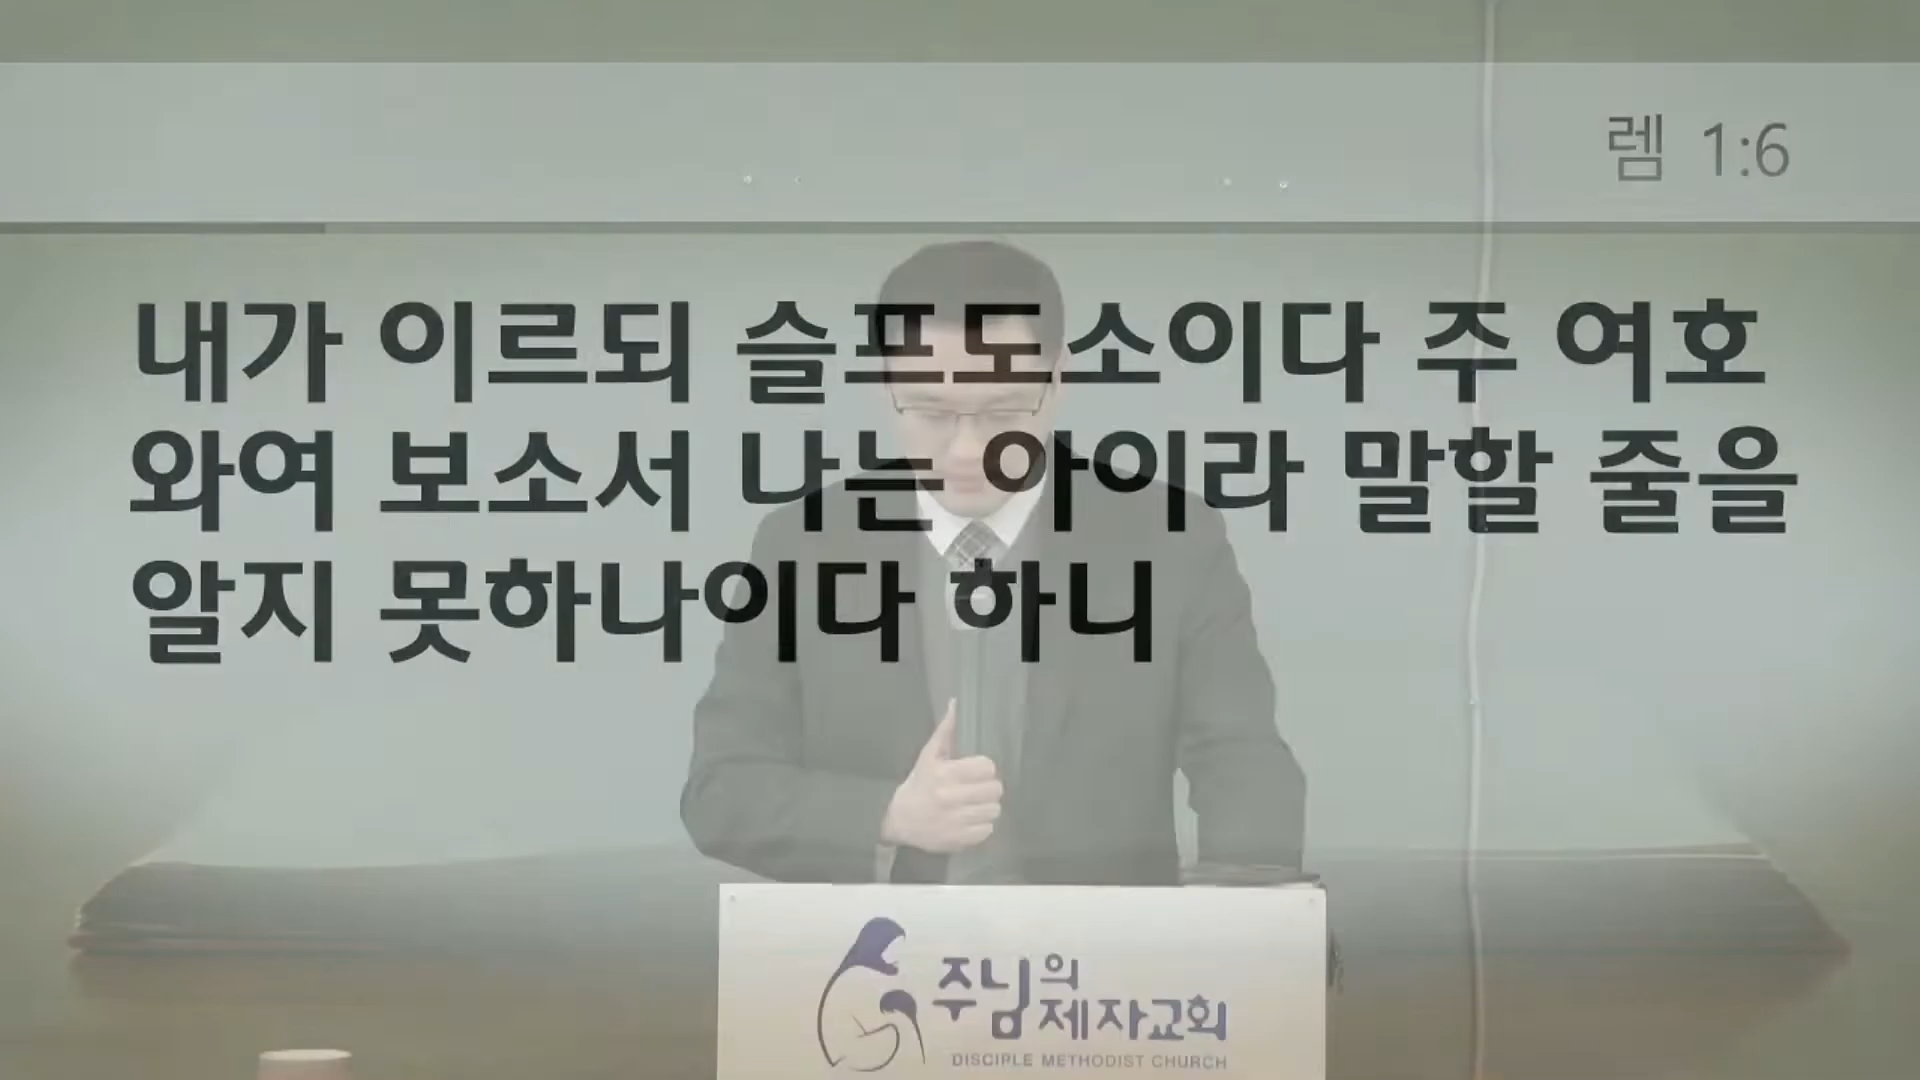 렘 1:6
내가 이르되 슬프도소이다 주 여호
와여 보소서 나는 아이라 말할 줄을
알지 못하나이다 하니
주님의
제자교회
DISCIPLE METHODIST CHURCH